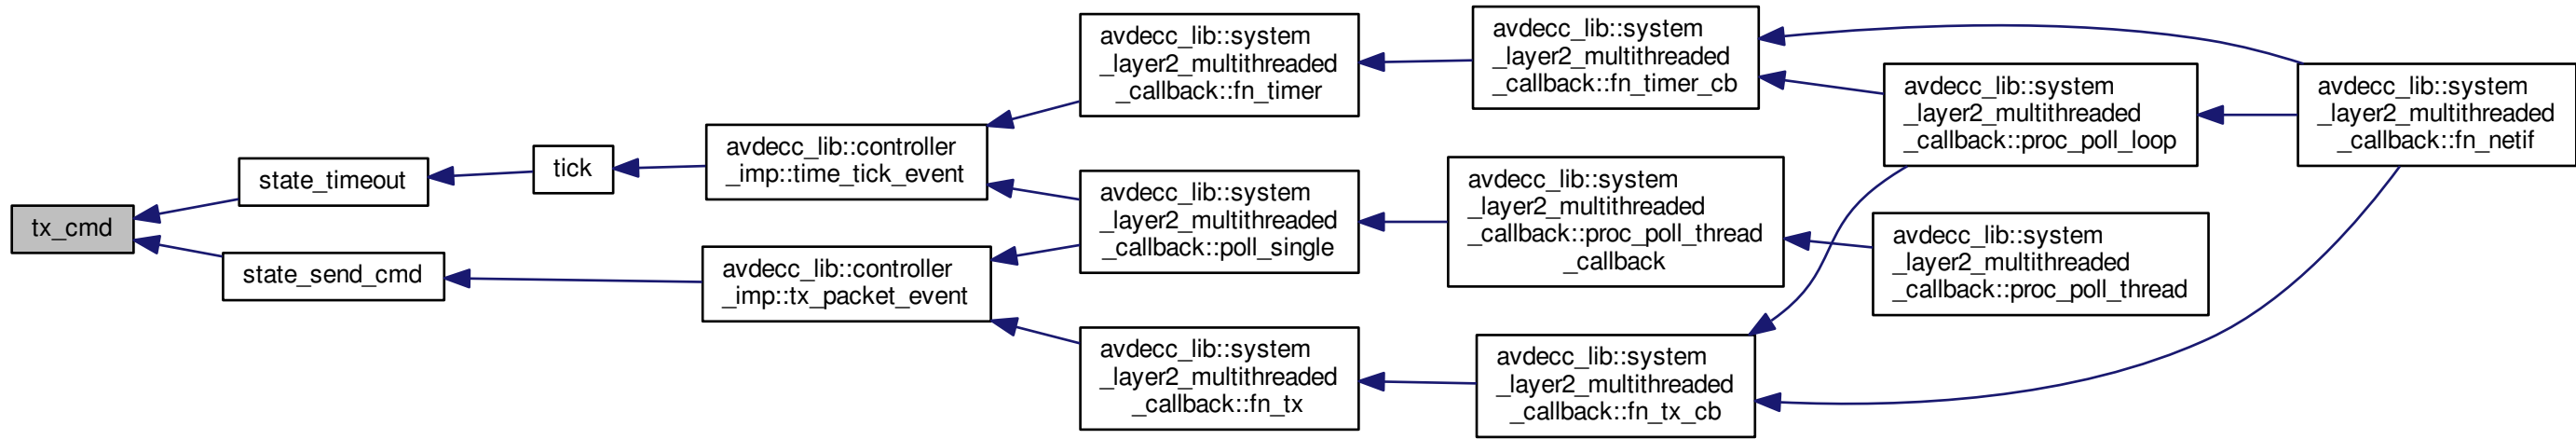 tx_cmd
state_timeout
state_send_cmd
tick
avdecc_lib::controller
_imp::time_tick_event
avdecc_lib::controller
_imp::tx_packet_event
avdecc_lib::system
_layer2_multithreaded
_callback::fn_timer
avdecc_lib::system
_layer2_multithreaded
_callback::poll_single
avdecc_lib::system
_layer2_multithreaded
_callback::fn_tx
avdecc_lib::system
_layer2_multithreaded
_callback::fn_timer_cb
avdecc_lib::system
_layer2_multithreaded
_callback::proc_poll_thread
_callback
avdecc_lib::system
_layer2_multithreaded
_callback::fn_tx_cb
avdecc_lib::system
_layer2_multithreaded
_callback::proc_poll_loop
avdecc_lib::system
_layer2_multithreaded
_callback::proc_poll_thread
avdecc_lib::system
_layer2_multithreaded
_callback::fn_netif